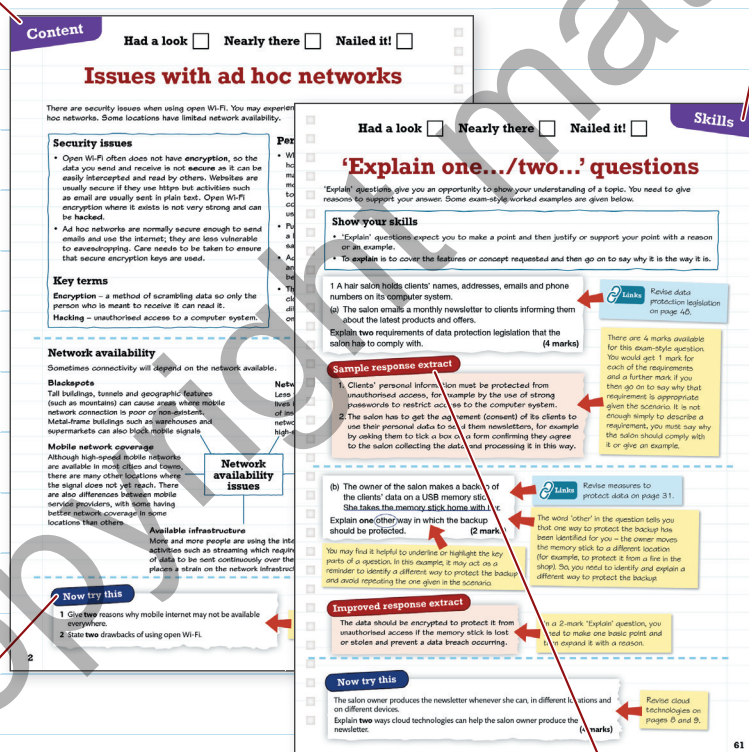 Content
Had a look
Nearly there
Nailed it!
Issues with ad hoc networks
There are security issues when using open Wi-Fi. You may experien
hoc networks. Some locations have limited network availability.
Security issues
• Open Wi-Fi often does not have encryption, so the
data you send and receive is not secure as it can be
easily intercepted and read by others. Websites are
usually secure if they use https but activities such
as email are usually sent in plain text. Open Wi-Fi
encryption where it exists is not very strong and can
be hacked.
• Ad hoc networks are normally secure enough to send
and use the internet; they are less vulnerable
to eavesdropping. Care needs to be taken to ensure
that secure encryption keys are used.
Key terms
Encryption – a method of scrambling data so only the
person who is meant to receive it can read it.
Hacking – unauthorised access to a computer system.
Per
Network availability
Sometimes connectivity will depend on the network available.
Blackspots
Tall buildings, tunnels and geographic features
(such as mountains) can cause areas where mobile
network connection is poor or non-existent.
Metal-frame buildings such as warehouses and
supermarkets can also block mobile signals
Mobile network coverage
Although high-speed mobile networks
are available in most cities and towns,
there are many other locations where
the signal does not yet reach. There
are also differences between mobile
service providers, with some having
better network coverage in some
locations than others
Netw
Less
lives i
of ins
netwo
high-s
Network
availability
issues
Available infrastructure
More and more people are using the inte
activities such as streaming which require
of data to be sent continuously over the
places a strain on the network infrastruct
Now try this
1 Give two reasons why mobile internet may not be available
everywhere.
2 State two drawbacks of using open Wi-Fi.
2
Skills
Had a look
Nearly there
Nailed it!
'Explain one.../two...' questions
'Explain' questions give you an opportunity to show your understanding of a topic. You need to give
reasons to support your answer. Some exam-style worked examples are given below.
Show your skills
• 'Explain' questions expect you to make a point and then justify or support your point with a reason
or an example.
• To explain is to cover the features or concept requested and then go on to say why it is the way it is.
1 A hair salon holds clients' names, addresses, emails and phone
numbers on its computer system.
(a) The salon emails a monthly newsletter to clients informing them
about the latest products and offers.
Explain two requirements of data protection legislation that the
salon has to comply with. (4 marks)
Links
Revise data
protection legislation
on page 48.
Sample response extract
1. Clients' personal information must be protected from
unauthorised access, for example by the use of strong
passwords to restrict access to the computer system.
2. The salon has to get the agreement (consent) of its clients to
use their personal data to send them newsletters, for example
by asking them to tick a box on a form confirming they agree
to the salon collecting the data and processing it in this way.
There are 4 marks available
for this exam-style question.
You would get 1 mark for
each of the requirements
and a further mark if you
then go on to say why that
requirement is appropriate
given the scenario. It is not
enough simply to describe a
requirement, you must say why
the salon should comply with
it or give an example.
(b) The owner of the salon makes a backup of
the clients' data on a USB memory stick.
She takes the memory stick home with her.
Explain one other way in which the backup
should be protected. (2 mark
Links
Revise measures to
protect data on page 31.
The word 'other' in the question tells you
that one way to protect the backup has
been identified for you – the owner moves
the memory stick to a different location
(for example, to protect it from a fire in the
shop). So, you need to identify and explain a
different way to protect the backup
You may find it helpful to underline or highlight the key
parts of a question. In this example, it may act as a
reminder to identify a different way to protect the backup
and avoid repeating the one given in the scenario.
Improved response extract
The data should be encrypted to protect it from
unauthorised access if the memory stick is lost
or stolen and prevent a data breach occurring.
In a 2-mark 'Explain' question, you
need to make one basic point and
then expand it with a reason.
Now try this
The salon owner produces the newsletter whenever she can, in different locations and
on different devices.
Explain two ways cloud technologies can help the salon owner produce the
newsletter. (4 marks)
Revise cloud
technologies on
pages 8 and 9.
61